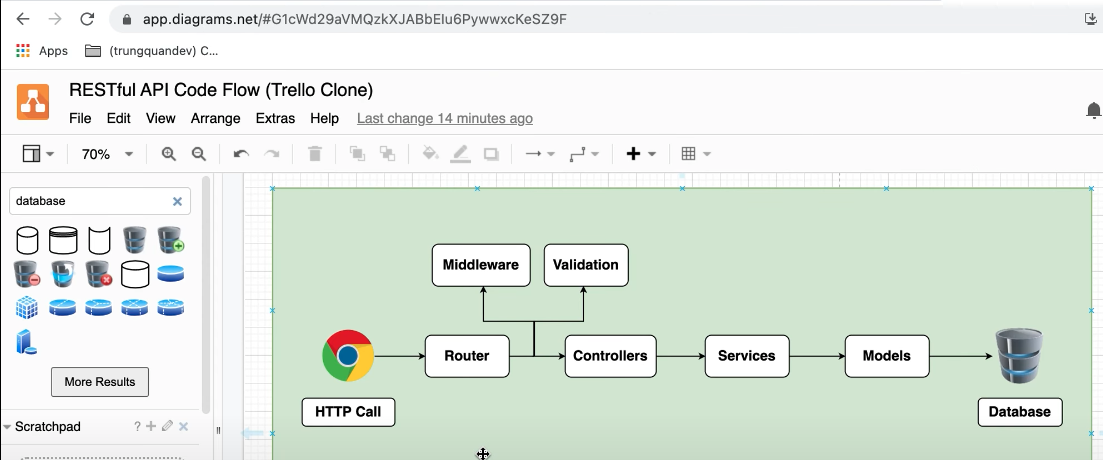 app.diagrams.net/#G1cWd29aVMQzkXJABbEIu6PywwxcKeSZ9F
Apps (trungquandev) C...
RESTful API Code Flow (Trello Clone)
File Edit View Arrange Extras Help Last change 14 minutes ago
70%
database
More Results
Scratchpad
?
Middleware Validation
Router Controllers Services Models
HTTP Call Database